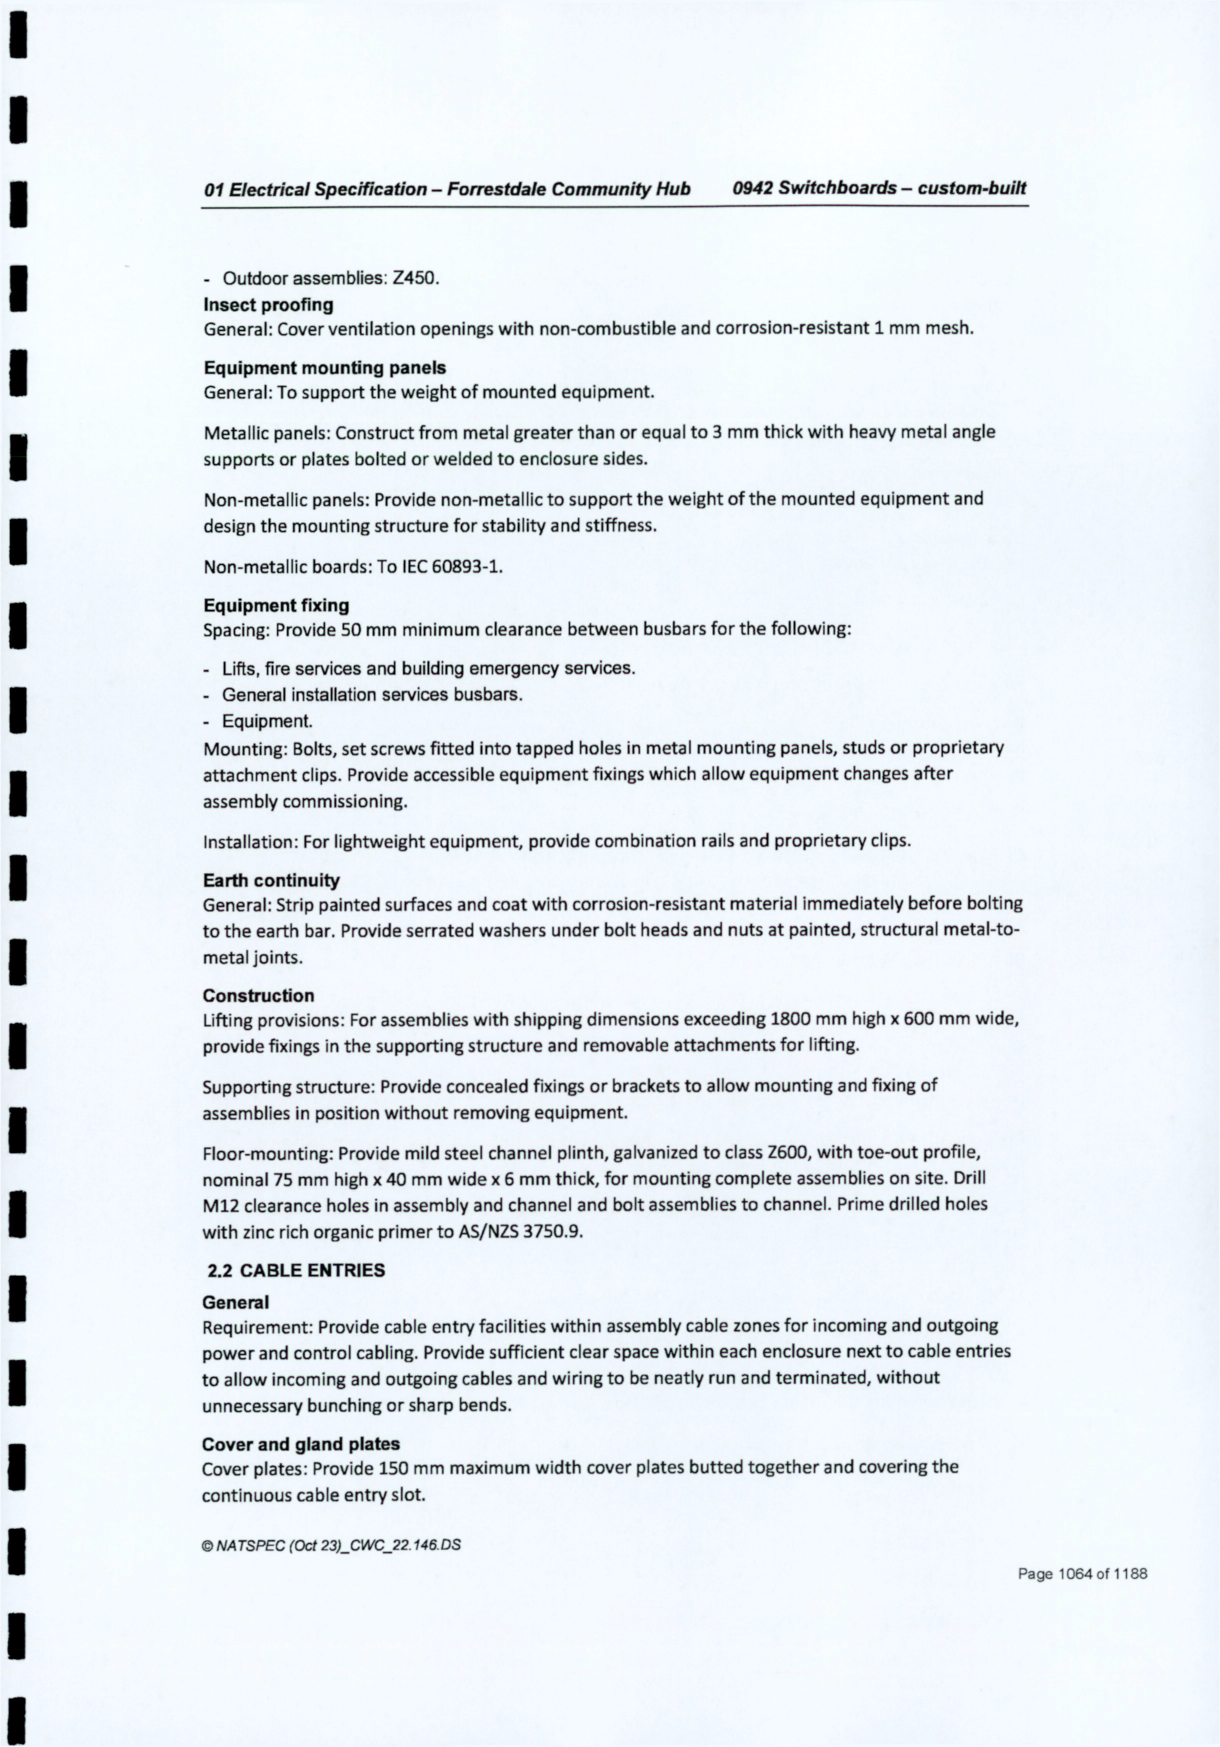 01 Electrical Specification – Forrestdale Community Hub 0942 Switchboards – custom-built
- Outdoor assemblies: Z450.
Insect proofing
General: Cover ventilation openings with non-combustible and corrosion-resistant 1 mm mesh.
Equipment mounting panels
General: To support the weight of mounted equipment.
Metallic panels: Construct from metal greater than or equal to 3 mm thick with heavy metal angle
supports or plates bolted or welded to enclosure sides.
Non-metallic panels: Provide non-metallic to support the weight of the mounted equipment and
design the mounting structure for stability and stiffness.
Non-metallic boards: To IEC 60893-1.
Equipment fixing
Spacing: Provide 50 mm minimum clearance between busbars for the following:
- Lifts, fire services and building emergency services.
- General installation services busbars.
- Equipment.
Mounting: Bolts, set screws fitted into tapped holes in metal mounting panels, studs or proprietary
attachment clips. Provide accessible equipment fixings which allow equipment changes after
assembly commissioning.
Installation: For lightweight equipment, provide combination rails and proprietary clips.
Earth continuity
General: Strip painted surfaces and coat with corrosion-resistant material immediately before bolting
to the earth bar. Provide serrated washers under bolt heads and nuts at painted, structural metal-to-
metal joints.
Construction
Lifting provisions: For assemblies with shipping dimensions exceeding 1800 mm high x 600 mm wide,
provide fixings in the supporting structure and removable attachments for lifting.
Supporting structure: Provide concealed fixings or brackets to allow mounting and fixing of
assemblies in position without removing equipment.
Floor-mounting: Provide mild steel channel plinth, galvanized to class Z600, with toe-out profile,
nominal 75 mm high x 40 mm wide x 6 mm thick, for mounting complete assemblies on site. Drill
M12 clearance holes in assembly and channel and bolt assemblies to channel. Prime drilled holes
with zinc rich organic primer to AS/NZS 3750.9.
2.2 CABLE ENTRIES
General
Requirement: Provide cable entry facilities within assembly cable zones for incoming and outgoing
power and control cabling. Provide sufficient clear space within each enclosure next to cable entries
to allow incoming and outgoing cables and wiring to be neatly run and terminated, without
unnecessary bunching or sharp bends.
Cover and gland plates
Cover plates: Provide 150 mm maximum width cover plates butted together and covering the
continuous cable entry slot.
© NATSPEC (Oct 23)_CWC_22.146.DS
Page 1064 of 1188